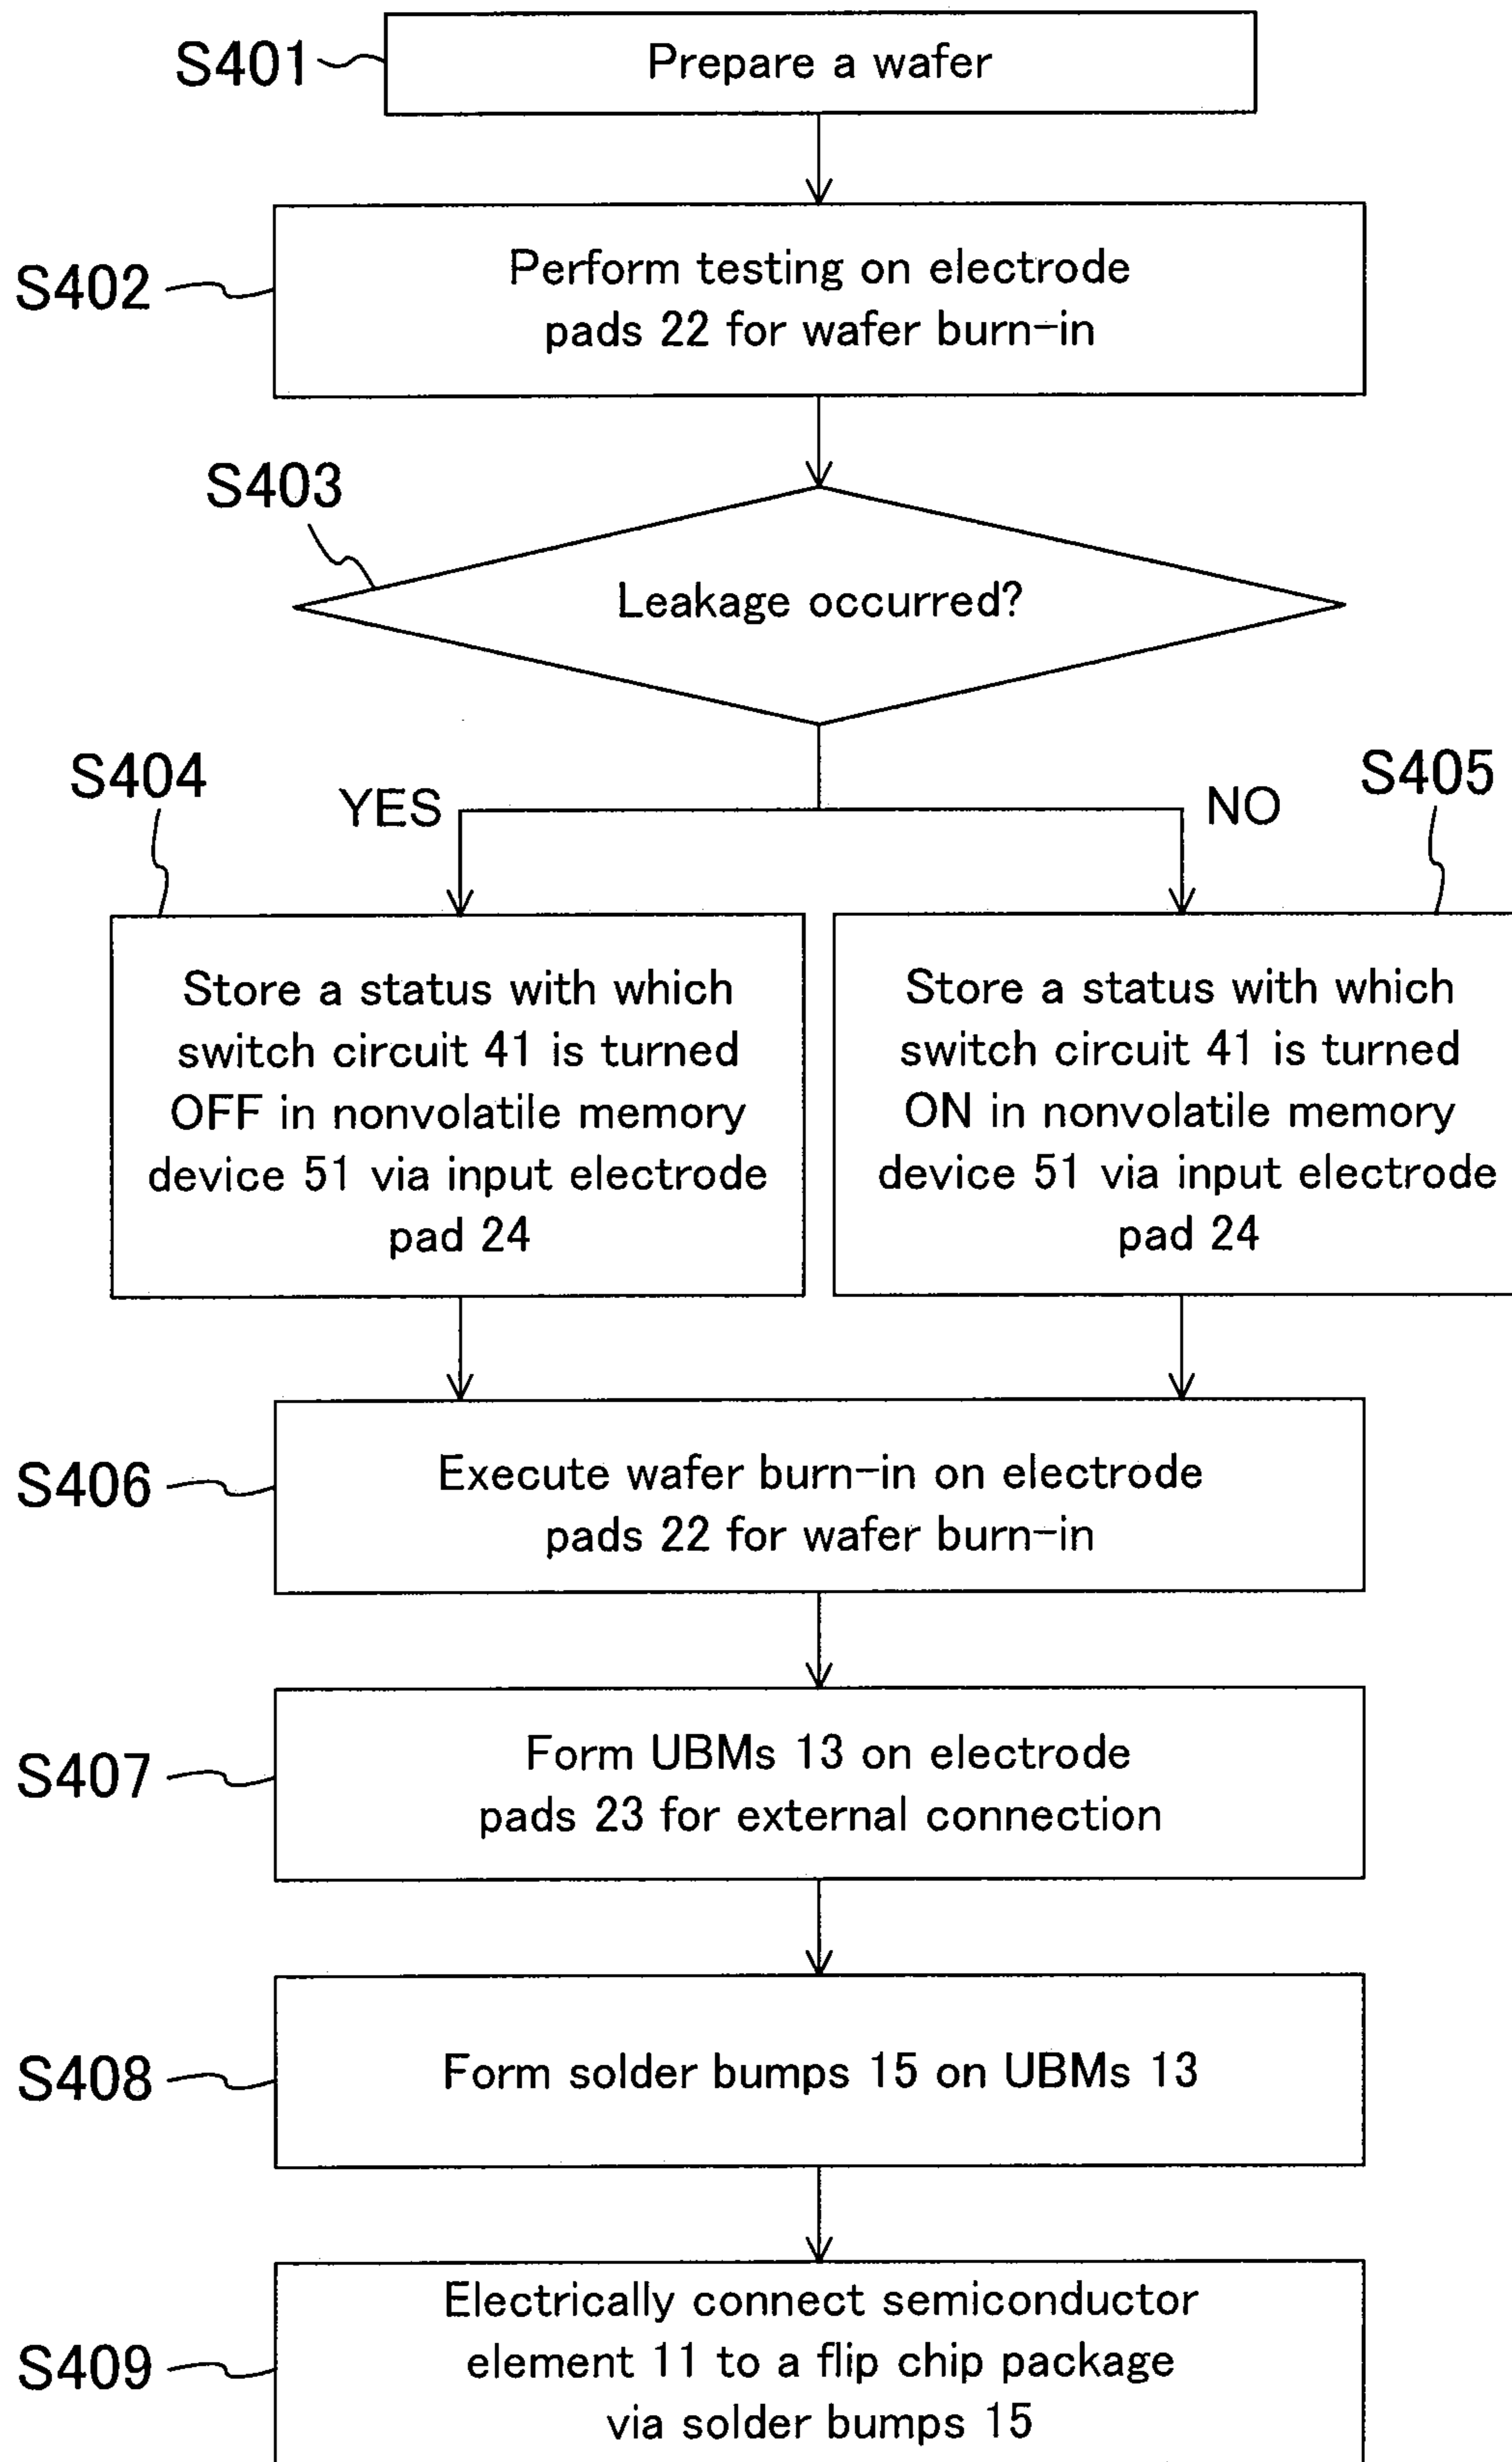 S401
Prepare a wafer
S402
Perform testing on electrode
pads 22 for wafer burn-in
S403
Leakage occurred?
S404
YES
NO
S405
Store a status with which
switch circuit 41 is turned
OFF in nonvolatile memory
device 51 via input electrode
pad 24
Store a status with which
switch circuit 41 is turned
ON in nonvolatile memory
device 51 via input electrode
pad 24
S406
Execute wafer burn-in on electrode
pads 22 for wafer burn-in
S407
Form UBMs 13 on electrode
pads 23 for external connection
S408
Form solder bumps 15 on UBMs 13
S409
Electrically connect semiconductor
element 11 to a flip chip package
via solder bumps 15